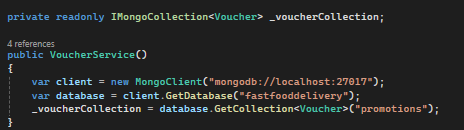 private readonly IMongoCollection<Voucher> _voucherCollection;
4 references
public VoucherService()
{
var client = new MongoClient("mongodb://localhost:27017");
var database = client.GetDatabase("fastfooddelivery");
_voucherCollection = database.GetCollection<Voucher>("promotions");
}